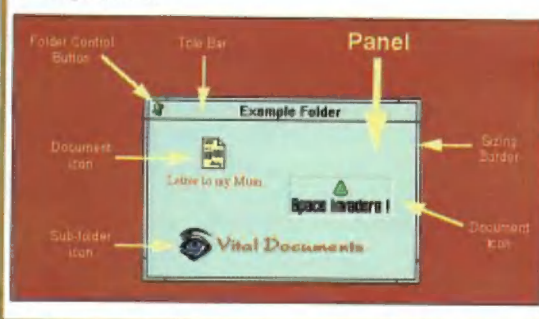 Folder Control
Button
Title Bar
Panel
Example Folder
Document
Icon
Letter to my Mum
Sizing
Border
Space Invaders !
Document
Icon
Sub-folder
Icon
Vital Documents